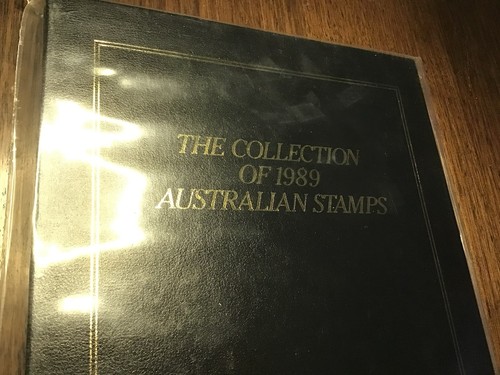 THE COLLECTION
OF 1989
AUSTRALIAN STAMPS